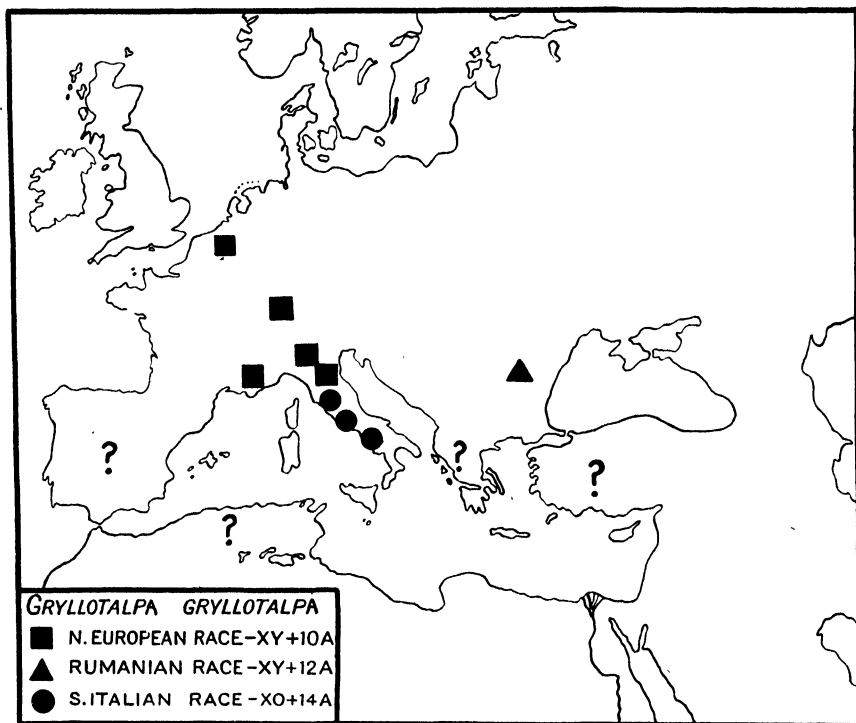 ?
?
?
?
GRYLLOTALPA GRYLLOTALPA
N. EUROPEAN RACE-XY+10A
RUMANIAN RACE-XY+12A
S. ITALIAN RACE-XO+14A